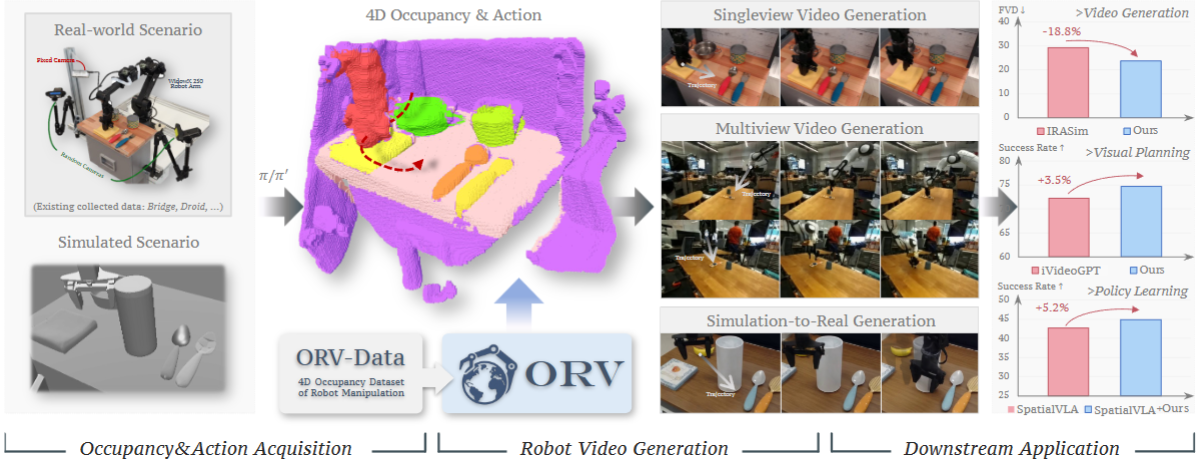 Real-world Scenario
Fixed Camera
WidowX 250
Robot Arm
Random Cameras
(Existing collected data: Bridge, Droid, ...)
Simulated Scenario
π/π′
4D Occupancy & Action
ORV-Data
4D Occupancy Dataset
of Robot Manipulation
ORV
Singleview Video Generation
Trajectory
Multiview Video Generation
Trajectory
Trajectory
Simulation-to-Real Generation
Trajectory
FVD↓
>Video Generation
40
30
20
10
0
-18.8%
IRASim
Ours
Success Rate↑
>Visual Planning
80
75
70
65
60
+3.5%
iVideoGPT
Ours
Success Rate↑
>Policy Learning
50
45
40
35
30
25
+5.2%
SpatialVLA
SpatialVLA+Ours
Occupancy&Action Acquisition
Robot Video Generation
Downstream Application